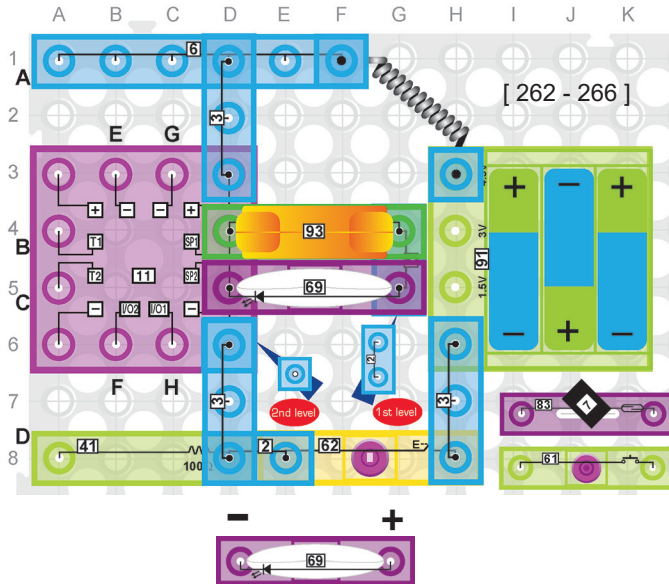 A B C D E F G H I J K
1
6
A
[ 262 - 266 ]
2
3
E G
3
+ - - +
4
93
3V
+ - +
B
T1 SP1
91
T2 11 SP2
5
69
1.5V
C
- I/O2 I/O1 -
6
- + -
2
F H
3
3
7
2nd level
1st level
83
7
D
41
2
62
E
8
100Ω
61
- +
69